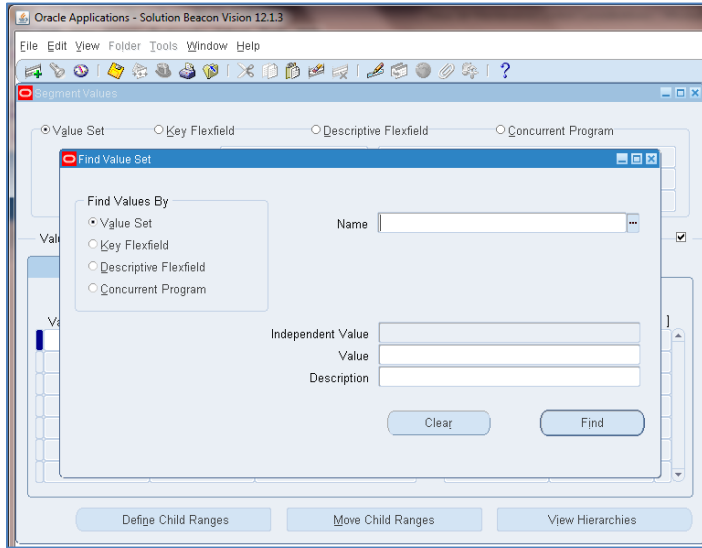 Oracle Applications - Solution Beacon Vision 12.1.3
File Edit View Folder Tools Window Help
Segment Values
Value Set Key Flexfield Descriptive Flexfield Concurrent Program
Find Value Set
Find Values By
Value Set
Name
Key Flexfield
Descriptive Flexfield
Concurrent Program
Independent Value
Value
Description
Clear Find
Define Child Ranges Move Child Ranges View Hierarchies